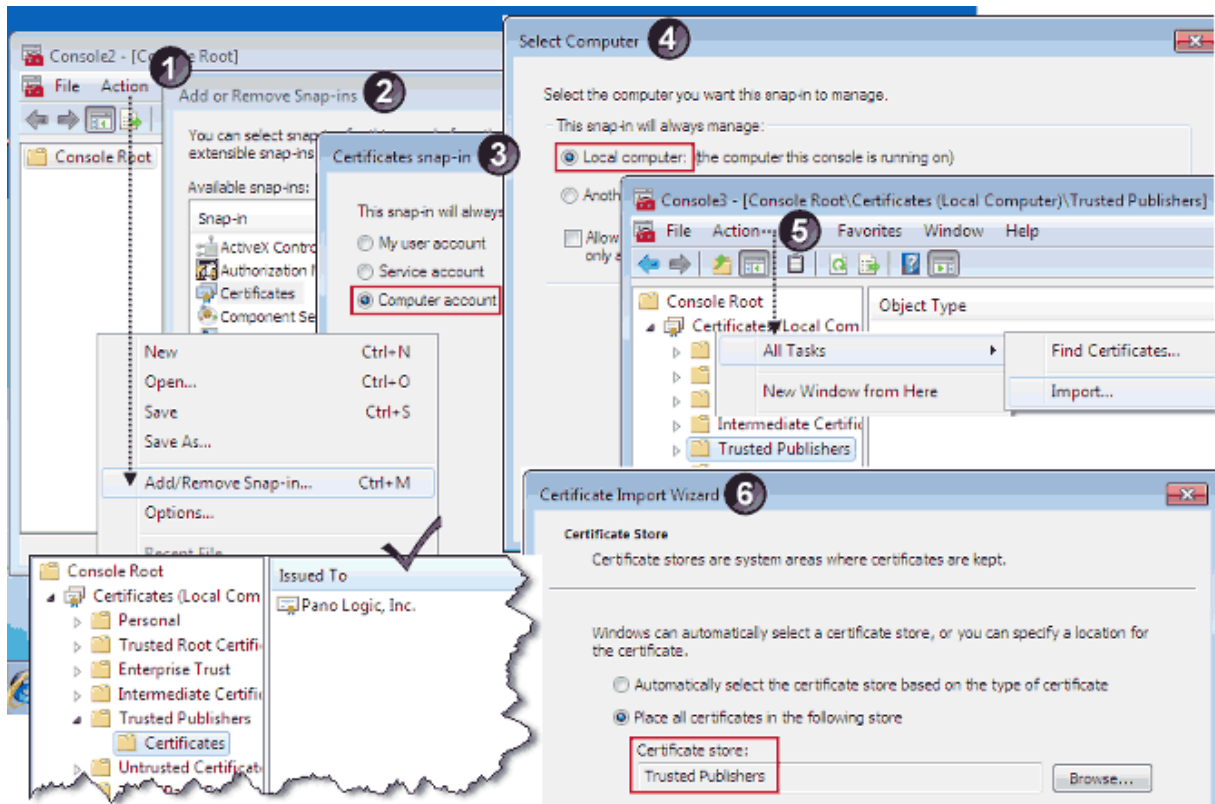 1
Console2 - [Co
e Root]
File Action
Console Root
New Ctrl+N
Open... Ctrl+O
Save Ctrl+S
Save As...
Add/Remove Snap-in... Ctrl+M
Options...
Recent File
Add or Remove Snap-ins 2
You can select snap
extensible snap-ins
Available snap-ins:
Snap-in
ActiveX Contro
Authorization M
Certificates
Component Se
Certificates snap-in 3
This snap-in will always
My user account
Service account
Computer account
Select Computer 4
Select the computer you want this snap-in to manage.
This snap-in will always manage:
Local computer: (the computer this console is running on)
Anoth
Allow
only a
Console3 - [Console Root\Certificates (Local Computer)\Trusted Publishers]
File Action 5 Favorites Window Help
Console Root
Object Type
Certificates (Local Com
All Tasks
Find Certificates...
New Window from Here
Import...
Intermediate Certific
Trusted Publishers
Certificate Import Wizard 6
Certificate Store
Certificate stores are system areas where certificates are kept.
Windows can automatically select a certificate store, or you can specify a location for
the certificate.
Automatically select the certificate store based on the type of certificate
Place all certificates in the following store
Certificate store:
Trusted Publishers
Browse...
Console Root
Issued To
Certificates (Local Com
Pano Logic, Inc.
Personal
Trusted Root Certifi
Enterprise Trust
Intermediate Certific
Trusted Publishers
Certificates
Untrusted Certificat